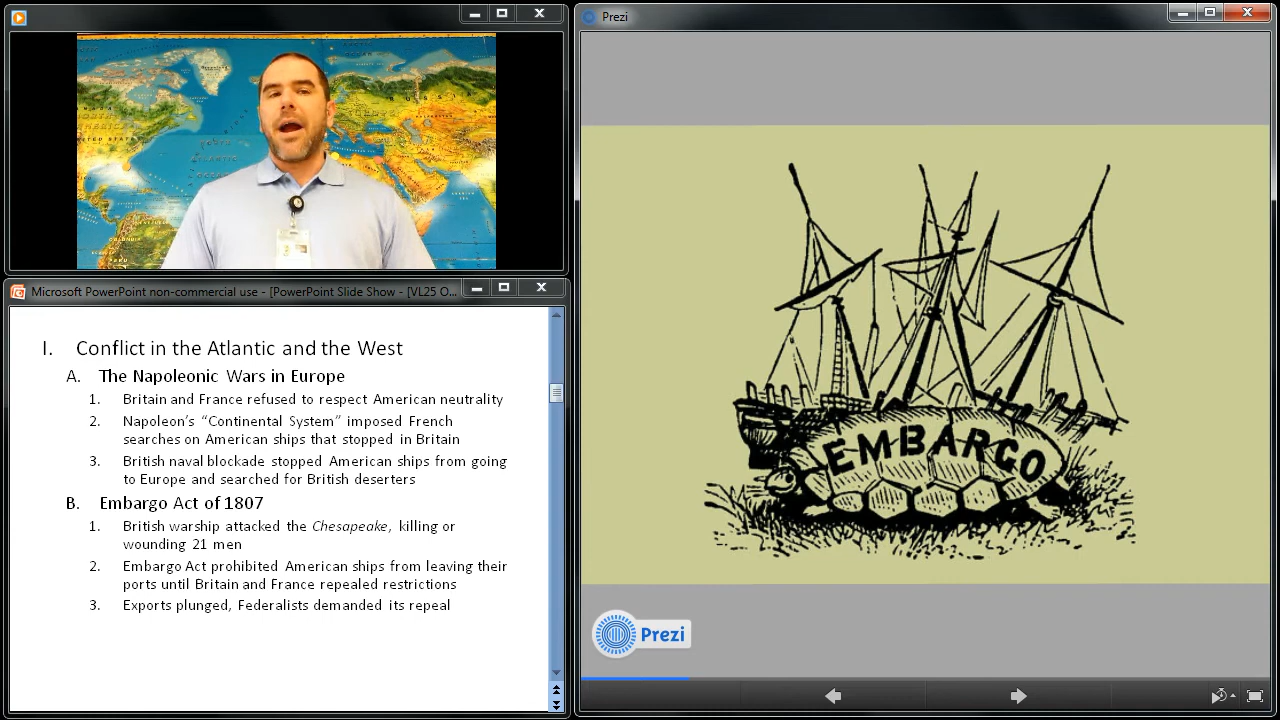 Prezi
Microsoft PowerPoint non-commercial use - [PowerPoint Slide Show - [VL25 O...
I. Conflict in the Atlantic and the West
A. The Napoleonic Wars in Europe
1. Britain and France refused to respect American neutrality
2. Napoleon’s “Continental System” imposed French
searches on American ships that stopped in Britain
3. British naval blockade stopped American ships from going
to Europe and searched for British deserters
B. Embargo Act of 1807
1. British warship attacked the Chesapeake, killing or
wounding 21 men
2. Embargo Act prohibited American ships from leaving their
ports until Britain and France repealed restrictions
3. Exports plunged, Federalists demanded its repeal
EMBARGO
Prezi